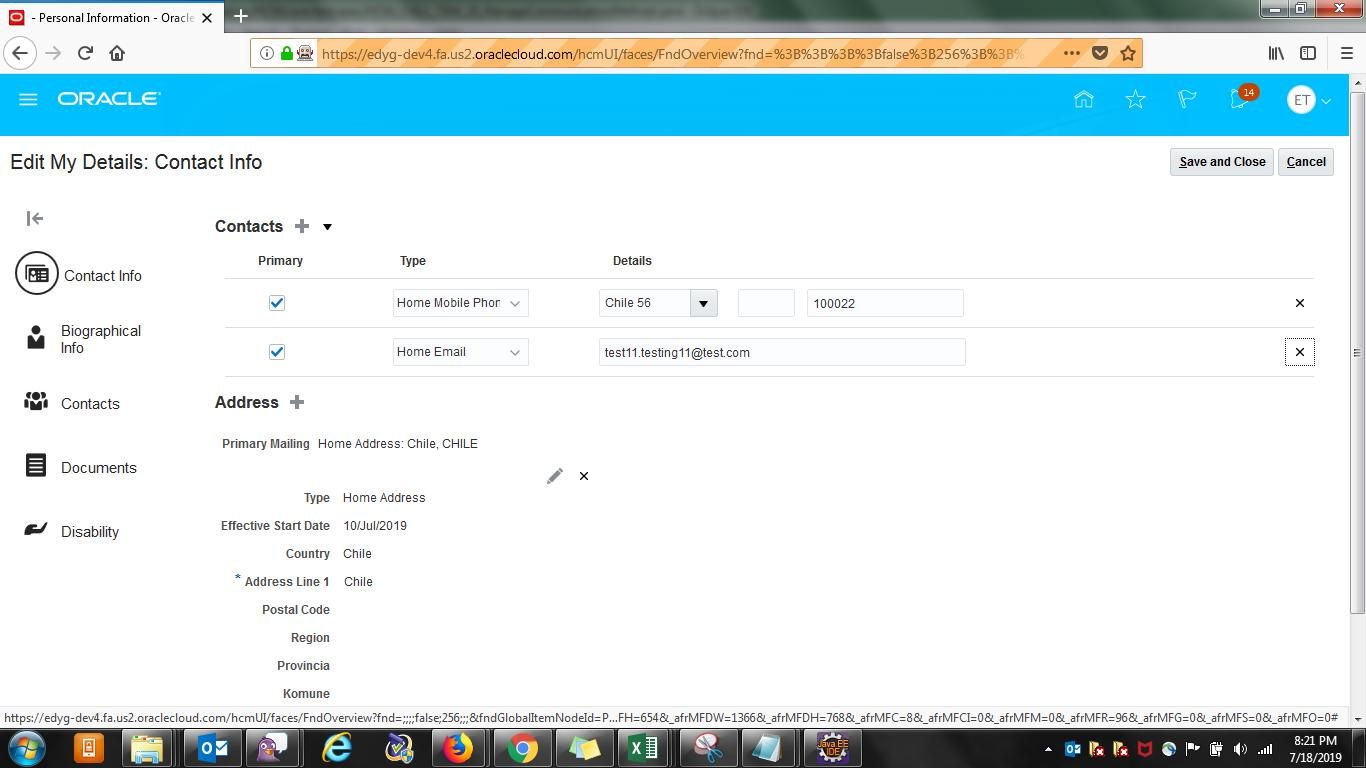 - Personal Information - Oracle
https://edyg-dev4.fa.us2.oraclecloud.com/hcmUI/faces/FndOverview?fnd=%3B%3B%3B%3Bfalse%3B256%3B%3B%
ORACLE
14
ET
Edit My Details: Contact Info
Save and Close
Cancel
Contact Info
Biographical
Info
Contacts
Documents
Disability
Contacts
Primary Type Details
Home Mobile Phon Chile 56 100022
Home Email test11.testing11@test.com
Address
Primary Mailing Home Address: Chile, CHILE
Type Home Address
Effective Start Date 10/Jul/2019
Country Chile
* Address Line 1 Chile
Postal Code
Region
Provincia
Komune
https://edyg-dev4.fa.us2.oraclecloud.com/hcmUI/faces/FndOverview?fnd=;;;;false;256;;;&fndGlobalItemNodeId=P...FH=654&_afrMFDW=1366&_afrMFDH=768&_afrMFC=8&_afrMFCI=0&_afrMFM=0&_afrMFR=96&_afrMFG=0&_afrMFS=0&_afrMFO=0#
Java EE
IDE
8:21 PM
7/18/2019